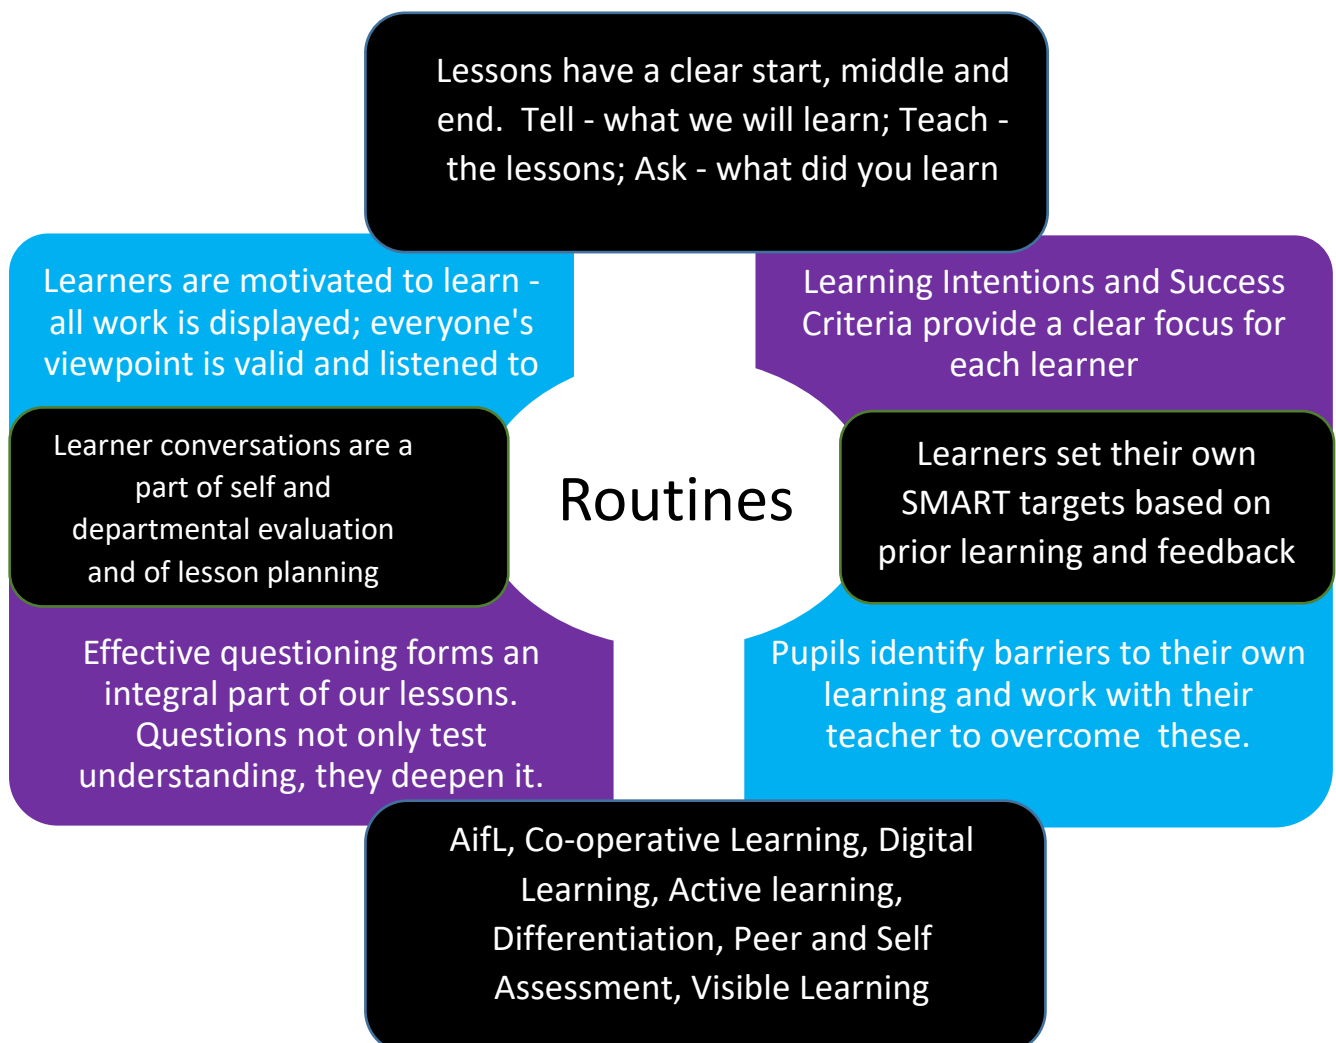 Lessons have a clear start, middle and
end.  Tell - what we will learn; Teach -
the lessons; Ask - what did you learn
Learners are motivated to learn -
all work is displayed; everyone's
viewpoint is valid and listened to
Learning Intentions and Success
Criteria provide a clear focus for
each learner
Learner conversations are a
part of self and
departmental evaluation
and of lesson planning
Routines
Learners set their own
SMART targets based on
prior learning and feedback
Effective questioning forms an
integral part of our lessons.
Questions not only test
understanding, they deepen it.
Pupils identify barriers to their own
learning and work with their
teacher to overcome  these.
AifL, Co-operative Learning, Digital
Learning, Active learning,
Differentiation, Peer and Self
Assessment, Visible Learning